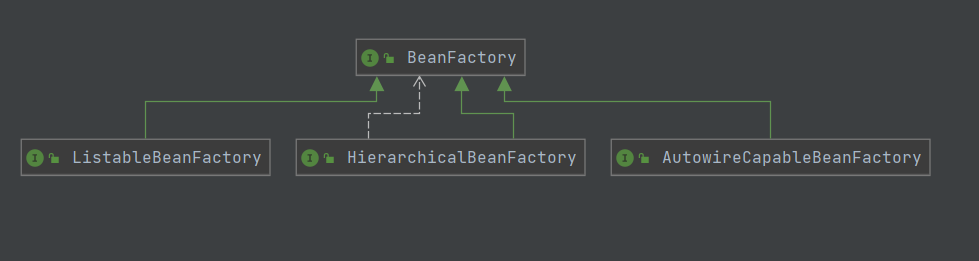 BeanFactory
ListableBeanFactory
HierarchicalBeanFactory
AutowireCapableBeanFactory